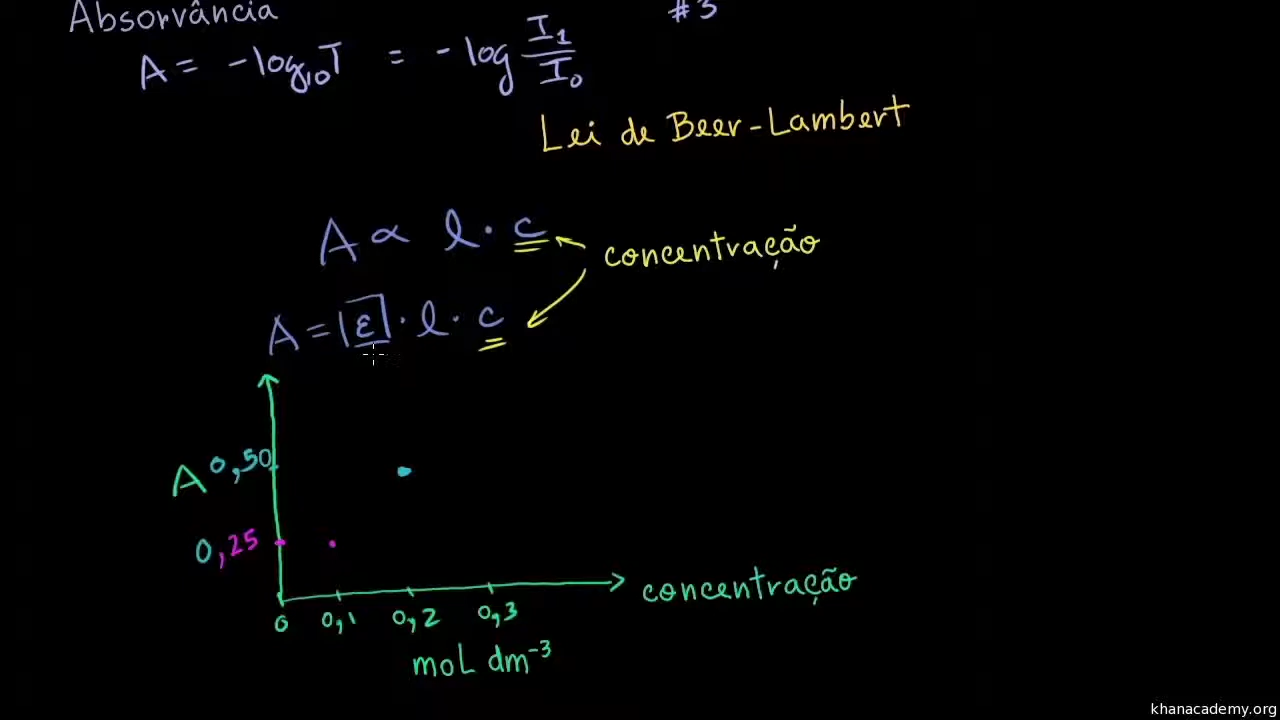 Absorvância
#3
A = -log₁₀T = -log I₁/I₀
Lei de Beer-Lambert
A ∝ l · c
concentração
A = ε · l · c
A
0,50
0,25
0 0,1 0,2 0,3
concentração
mol dm⁻³
khanacademy.org